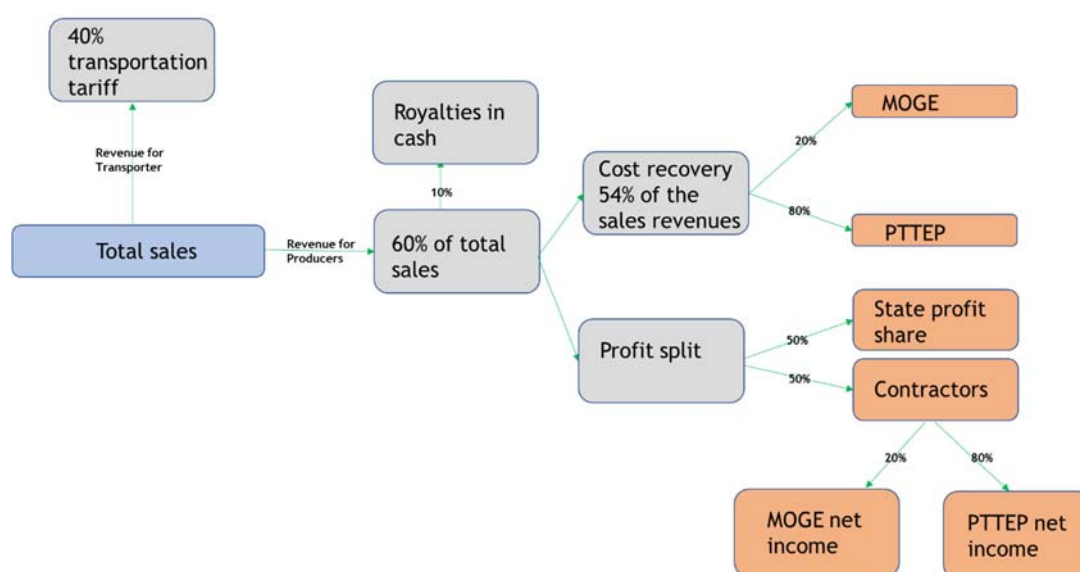 40%
transportation
tariff
Revenue for
Transporter
Total sales
Revenue for
Producers
Royalties in
cash
10%
60% of total
sales
Cost recovery
54% of the
sales revenues
20%
MOGE
80%
PTTEP
Profit split
50%
State profit
share
50%
Contractors
20%
80%
MOGE net
income
PTTEP net
income